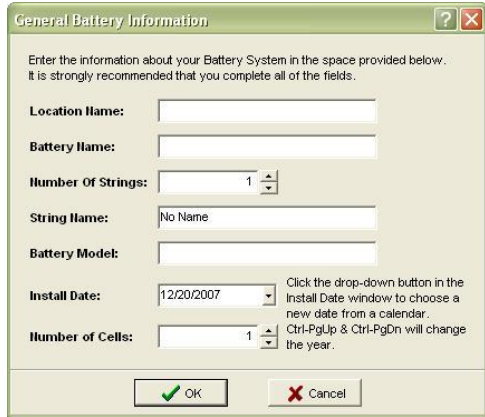 General Battery Information
Enter the information about your Battery System in the space provided below.
It is strongly recommended that you complete all of the fields.
Location Name:
Battery Name:
Number Of Strings: 1
String Name: No Name
Battery Model:
Install Date: 12/20/2007
Click the drop-down button in the
Install Date window to choose a
new date from a calendar.
Ctrl-PgUp & Ctrl-PgDn will change
the year.
Number of Cells: 1
OK Cancel